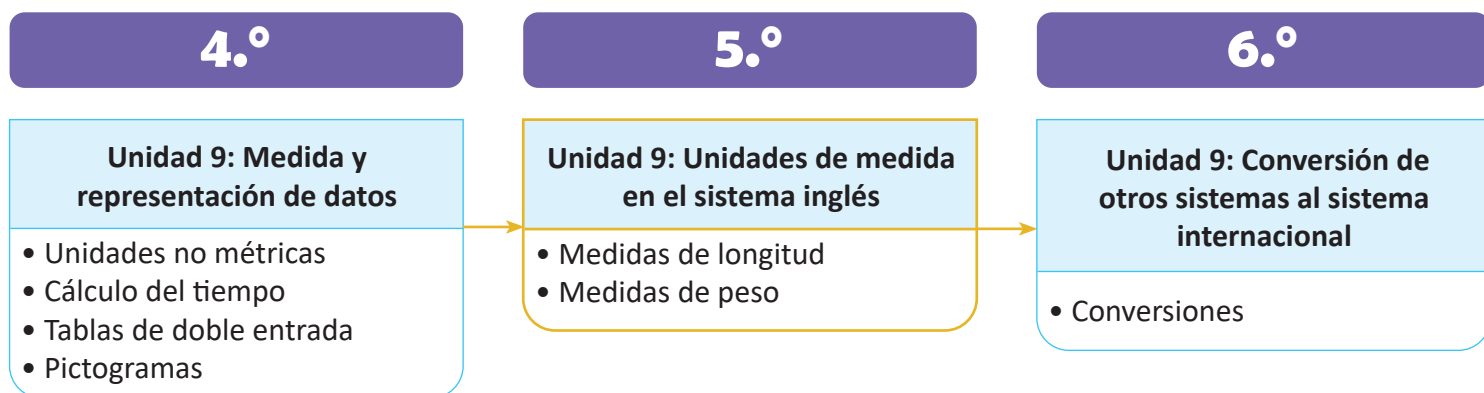 4.º
Unidad 9: Medida y
representación de datos
• Unidades no métricas
• Cálculo del tiempo
• Tablas de doble entrada
• Pictogramas
5.º
Unidad 9: Unidades de medida
en el sistema inglés
• Medidas de longitud
• Medidas de peso
6.º
Unidad 9: Conversión de
otros sistemas al sistema
internacional
• Conversiones